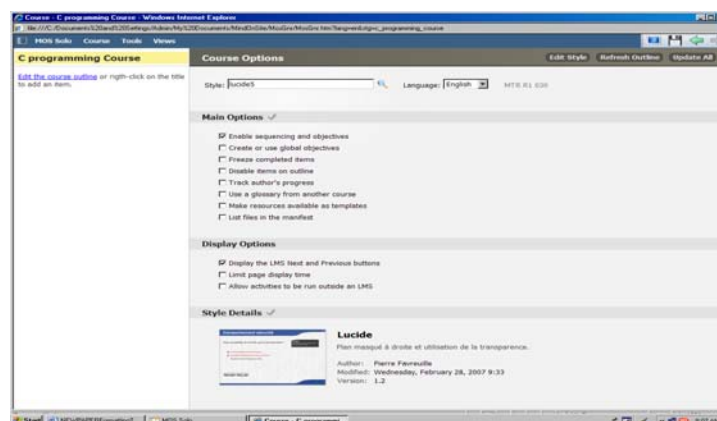 Course - C programming Course - Windows Internet Explorer
MOS Solo Course Tools Views
C programming Course
Edit the course outline or rigth-click on the title
to add an item.
Course Options
Edit Style Refresh Outline Update All
Style: lucide5 Language: English
Main Options
Enable sequencing and objectives
Create or use global objectives
Freeze completed items
Disable items on outline
Track author's progress
Use a glossary from another course
Make resources available as templates
List files in the manifest
Display Options
Display the LMS Next and Previous buttons
Limit page display time
Allow activities to be run outside an LMS
Style Details
Lucide
Plan masqué à droite et utilisation de la transparence.
Author: Pierre Favreuille
Modified: Wednesday, February 28, 2007 9:33
Version: 1.2